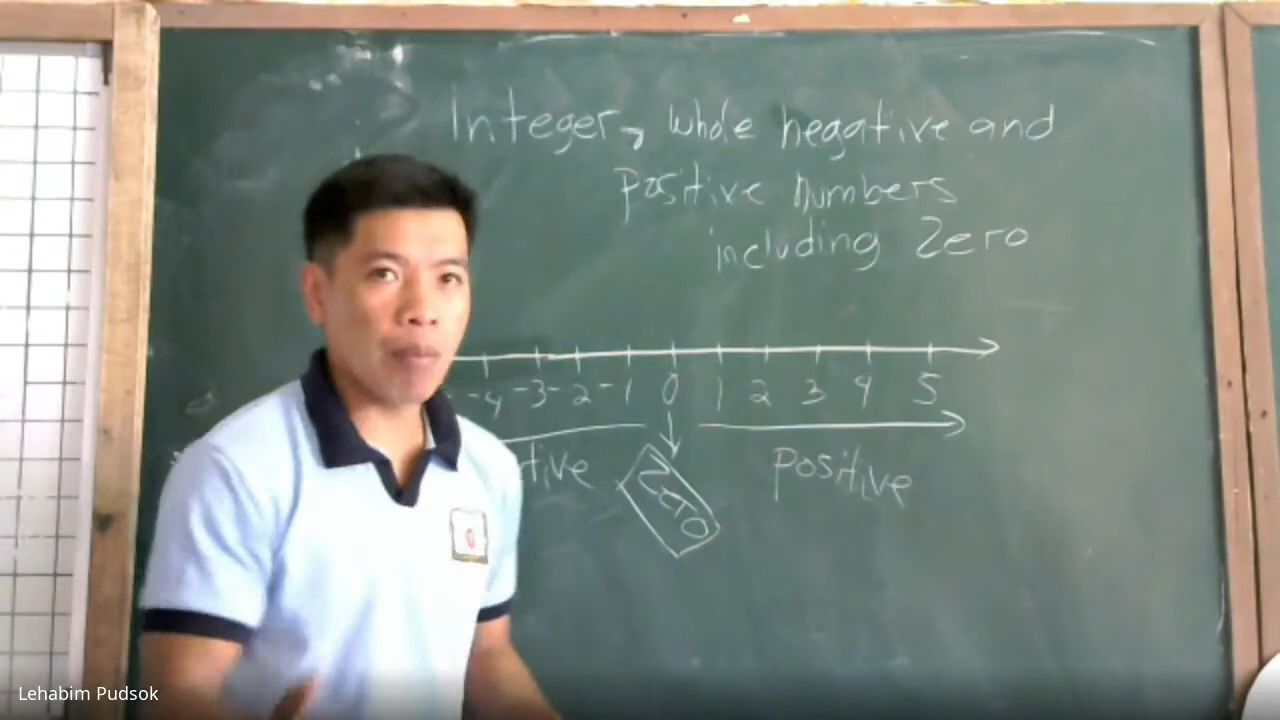 Integer, whole negative and
positive numbers
including Zero
-4 -3 -2 -1 0 1 2 3 4 5
tive
Zero
positive
Lehabim Pudsok